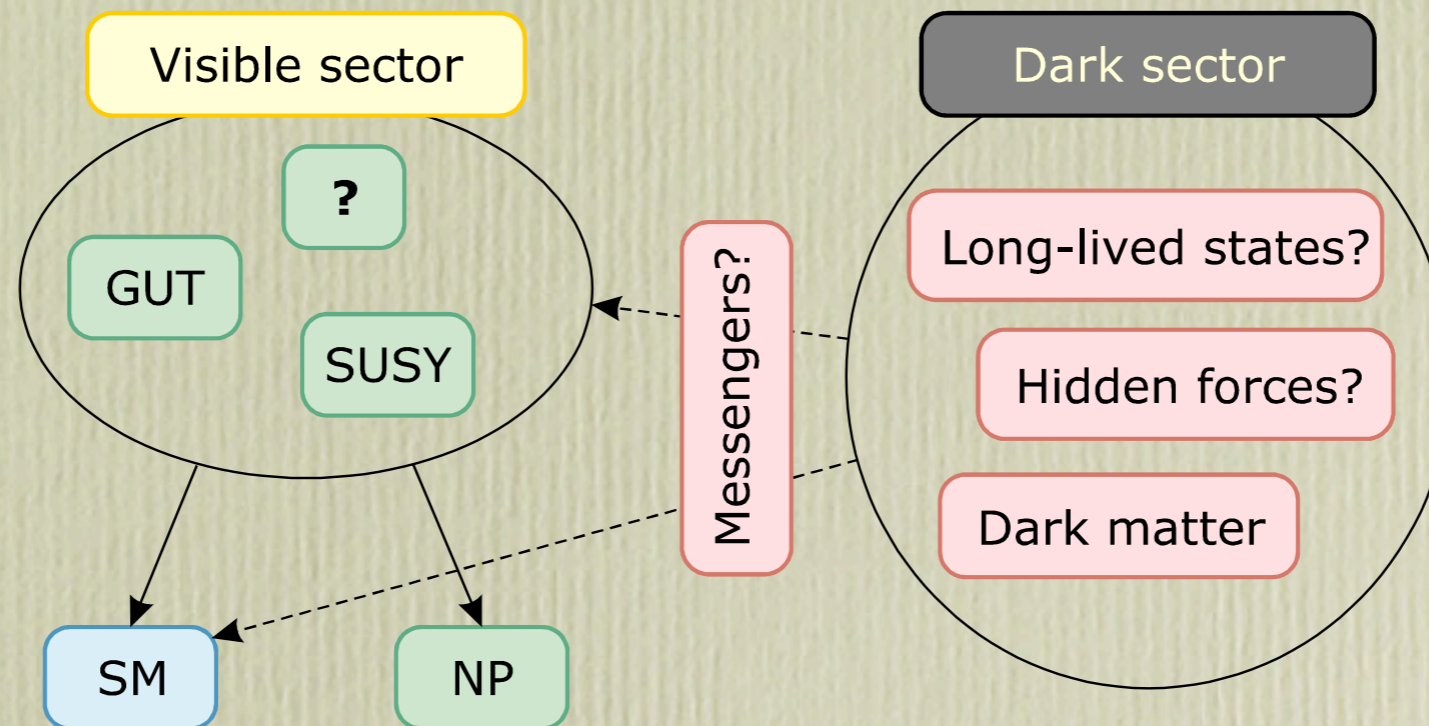 Visible sector
?
GUT
SUSY
SM
NP
Messengers?
Dark sector
Long-lived states?
Hidden forces?
Dark matter